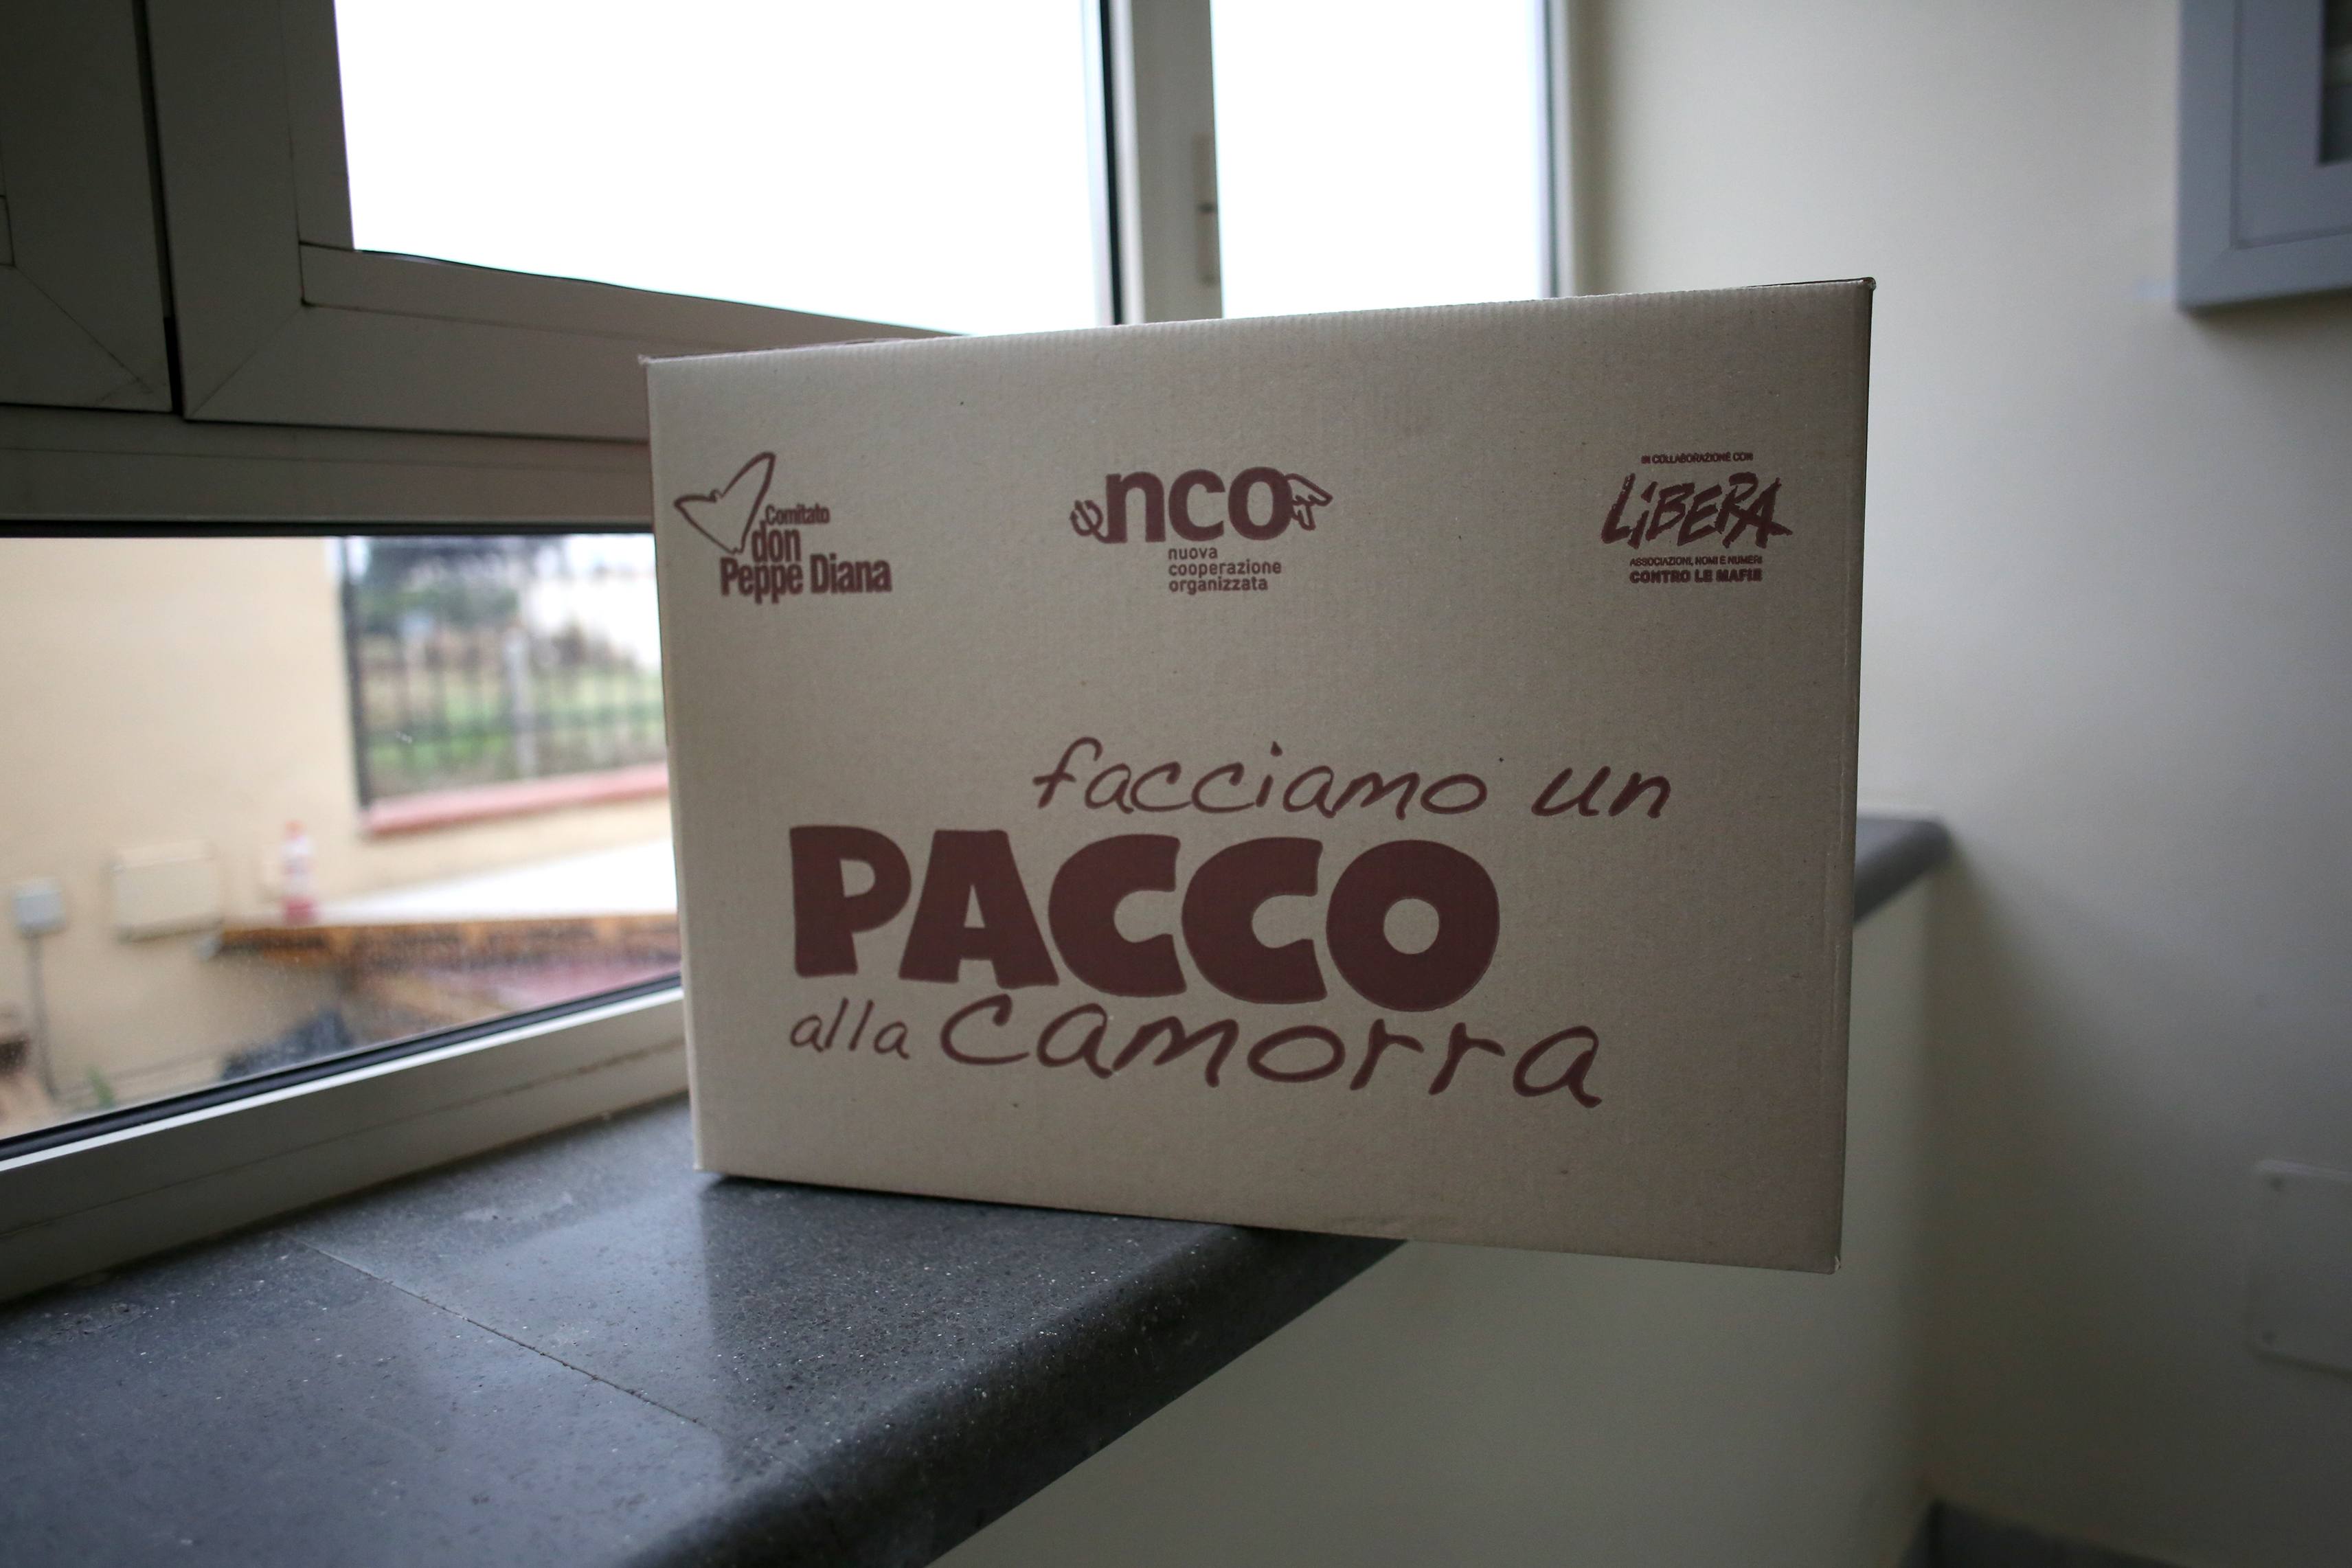 Comitato
don
Peppe Diana
nco
nuova
cooperazione
organizzata
IN COLLABORAZIONE CON
LiBERA
ASSOCIAZIONI, NOMI E NUMERI
CONTRO LE MAFIE
facciamo un
PACCO
alla camorra